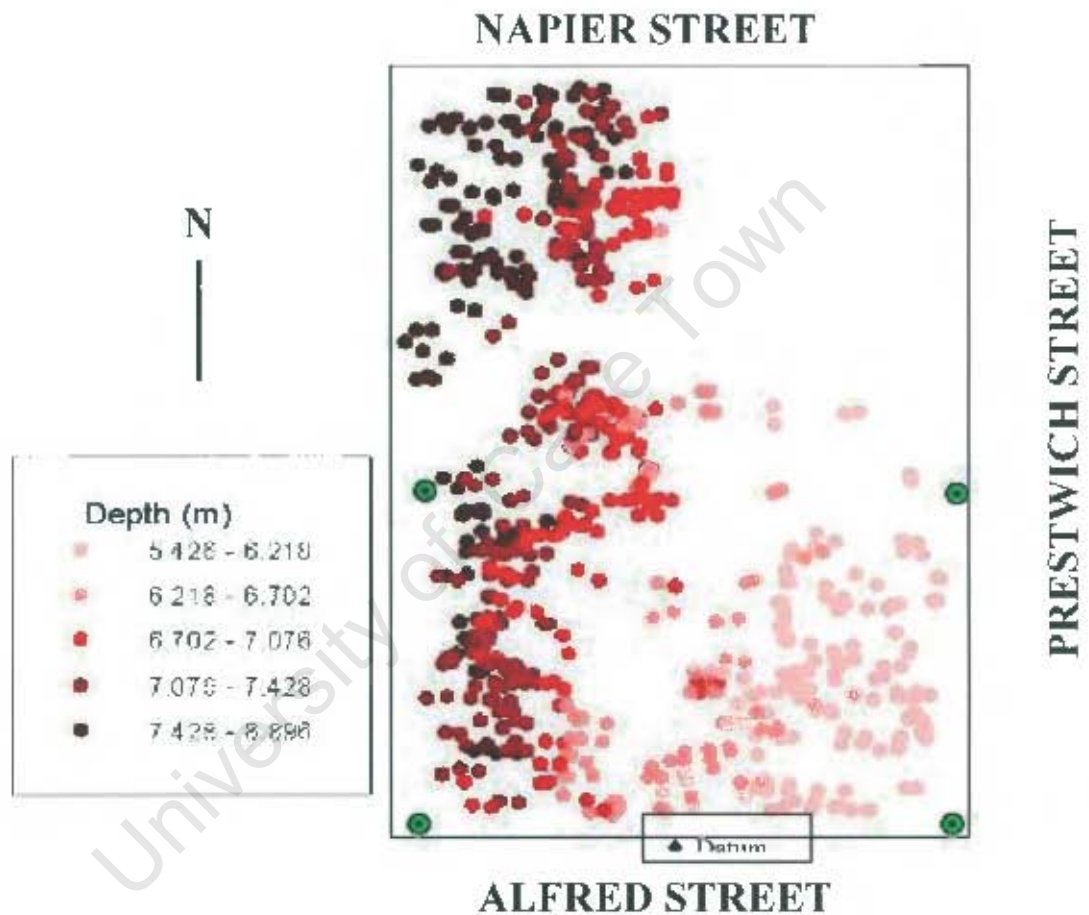 NAPIER STREET
N
PRESTWICH STREET
Depth (m)
5.426 - 6.218
6.218 - 6.702
6.702 - 7.076
7.076 - 7.428
7.428 - 8.896
Datum
ALFRED STREET
University of Cape Town